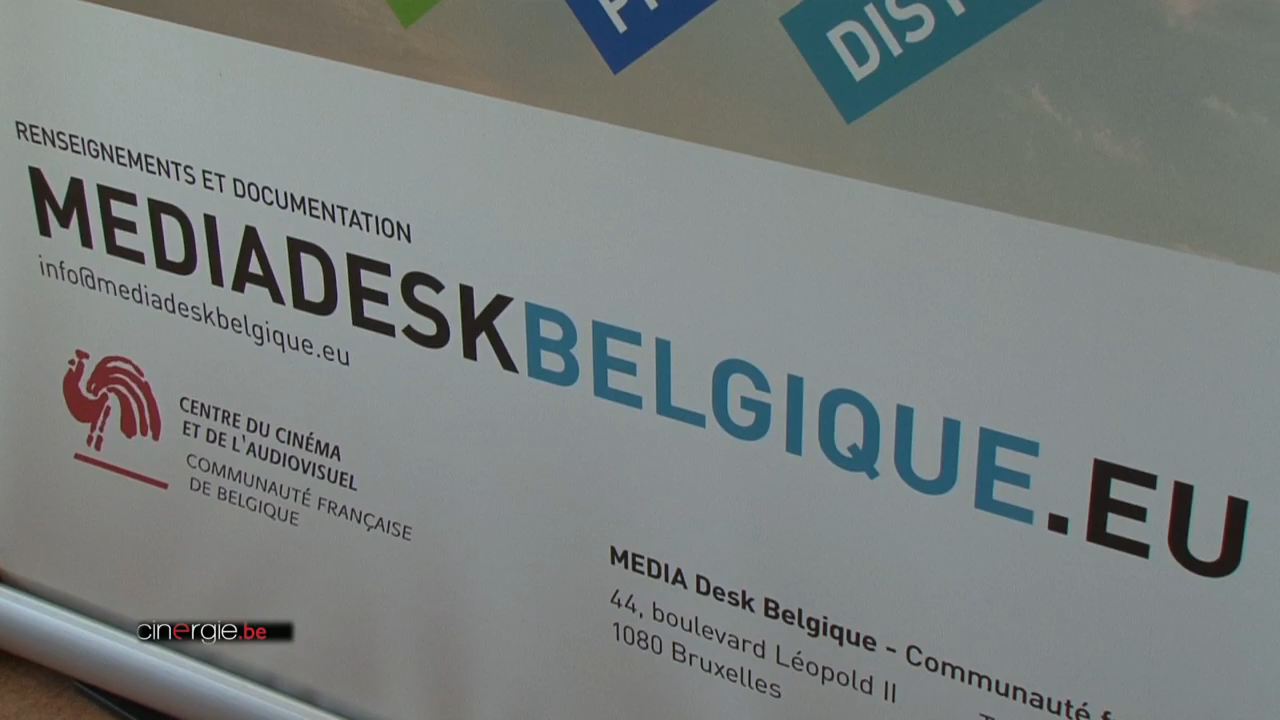 DIST
RENSEIGNEMENTS ET DOCUMENTATION
MEDIADESKBELGIQUE.EU
info@mediadeskbelgique.eu
CENTRE DU CINÉMA
ET DE L'AUDIOVISUEL
COMMUNAUTÉ FRANÇAISE
DE BELGIQUE
MEDIA Desk Belgique - Communauté f
44, boulevard Léopold II
1080 Bruxelles
cinergie.be